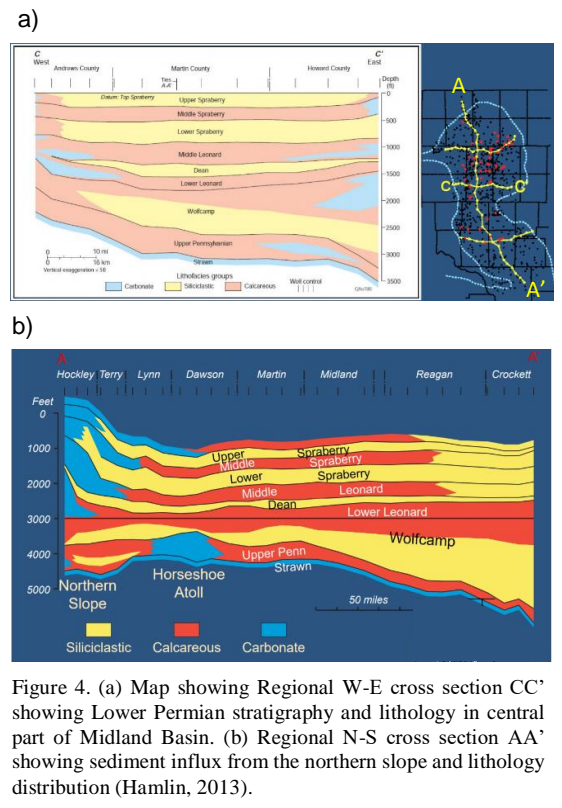 a)
C
West
C'
East
Andrews County
Martin County
Howard County
Ties
A-A'
Depth
(ft)
Datum: Top Spraberry
0
500
1000
1500
2000
2500
3000
3500
Upper Spraberry
Middle Spraberry
Lower Spraberry
Middle Leonard
Dean
Lower Leonard
Wolfcamp
Upper Pennsylvanian
Strawn
0 10 mi
0 16 km
Vertical exaggeration
Lithofacies groups
Carbonate
Siliciclastic
Calcareous
Well control
A
C
C'
A'
b)
A
A'
Hockley Terry Lynn Dawson Martin Midland Reagan Crockett
Feet
0
1000
2000
3000
4000
5000
Upper Spraberry
Middle Spraberry
Lower Spraberry
Middle Leonard
Dean
Lower Leonard
Wolfcamp
Upper Penn
Strawn
Northern
Slope
Horseshoe
Atoll
50 miles
Siliciclastic
Calcareous
Carbonate
Figure 4. (a) Map showing Regional W-E cross section CC’
showing Lower Permian stratigraphy and lithology in central
part of Midland Basin. (b) Regional N-S cross section AA’
showing sediment influx from the northern slope and lithology
distribution (Hamlin, 2013).